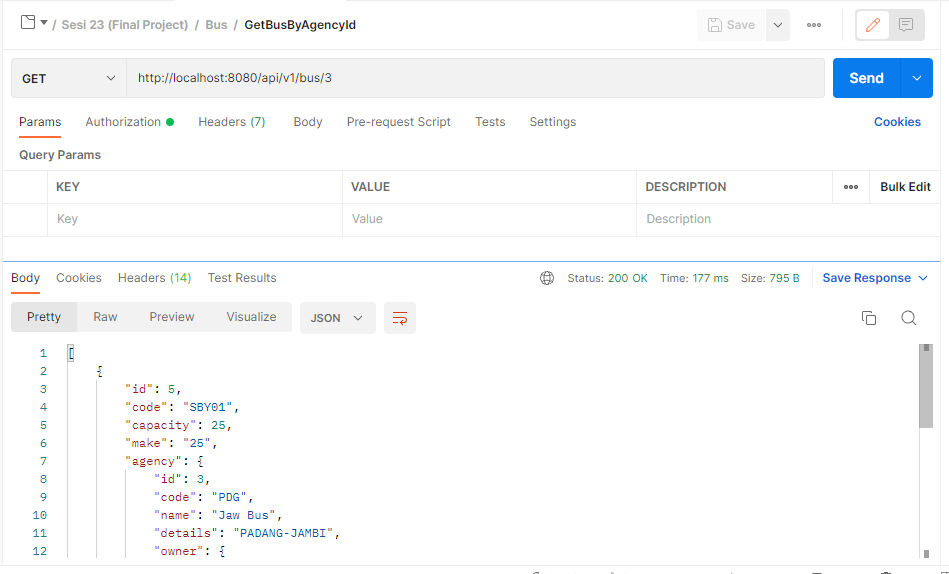 / Sesi 23 (Final Project) / Bus / GetBusByAgencyId
Save
GET http://localhost:8080/api/v1/bus/3 Send
Params Authorization Headers (7) Body Pre-request Script Tests Settings Cookies
Query Params
KEY VALUE DESCRIPTION Bulk Edit
Key Value Description
Body Cookies Headers (14) Test Results Status: 200 OK Time: 177 ms Size: 795 B Save Response
Pretty Raw Preview Visualize JSON
1 [
2 {
3 "id": 5,
4 "code": "SBY01",
5 "capacity": 25,
6 "make": "25",
7 "agency": {
8 "id": 3,
9 "code": "PDG",
10 "name": "Jaw Bus",
11 "details": "PADANG-JAMBI",
12 "owner": {